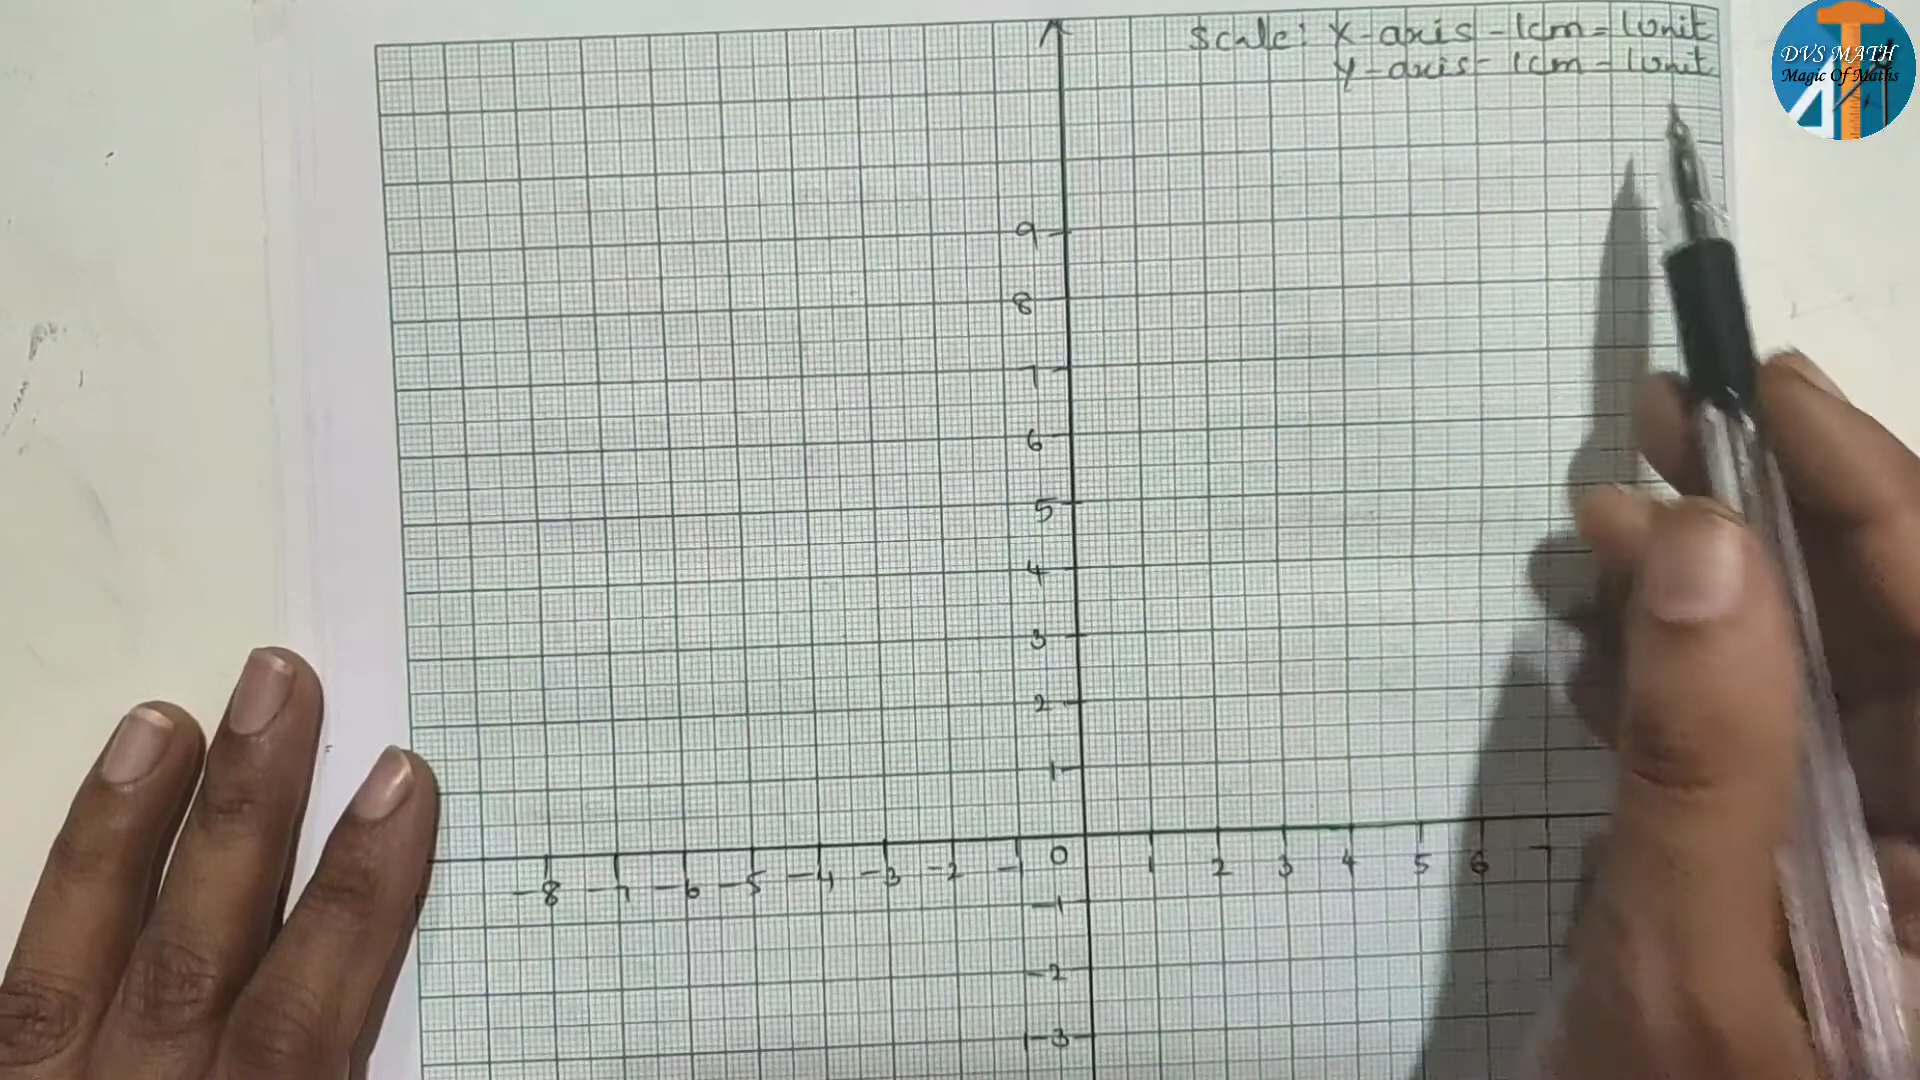 Scale: X-axis - 1cm = 1unit
Y-axis - 1cm = 1unit
DVS MATH
Magic Of Maths
9
8
7
6
5
4
3
2
1
-8 -7 -6 -5 -4 -3 -2 -1 0 1 2 3 4 5 6 7
-1
-2
-3